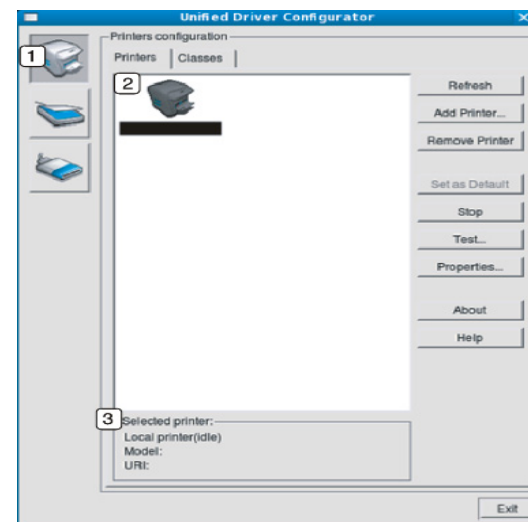 Unified Driver Configurator
Printers configuration
1
Printers
Classes
2
Refresh
Add Printer...
Remove Printer
Set as Default
Stop
Test...
Properties...
About
Help
3
Selected printer:
Local printer(idle)
Model:
URI:
Exit